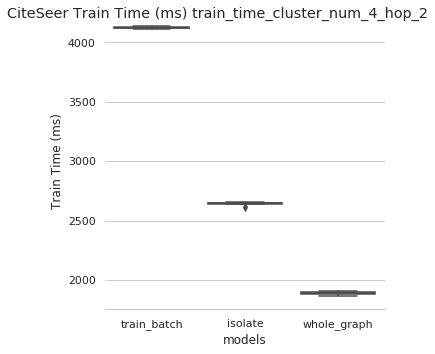 CiteSeer Train Time (ms) train_time_cluster_num_4_hop_2
4000
3500
3000
2500
2000
Train Time (ms)
train_batch isolate whole_graph
models